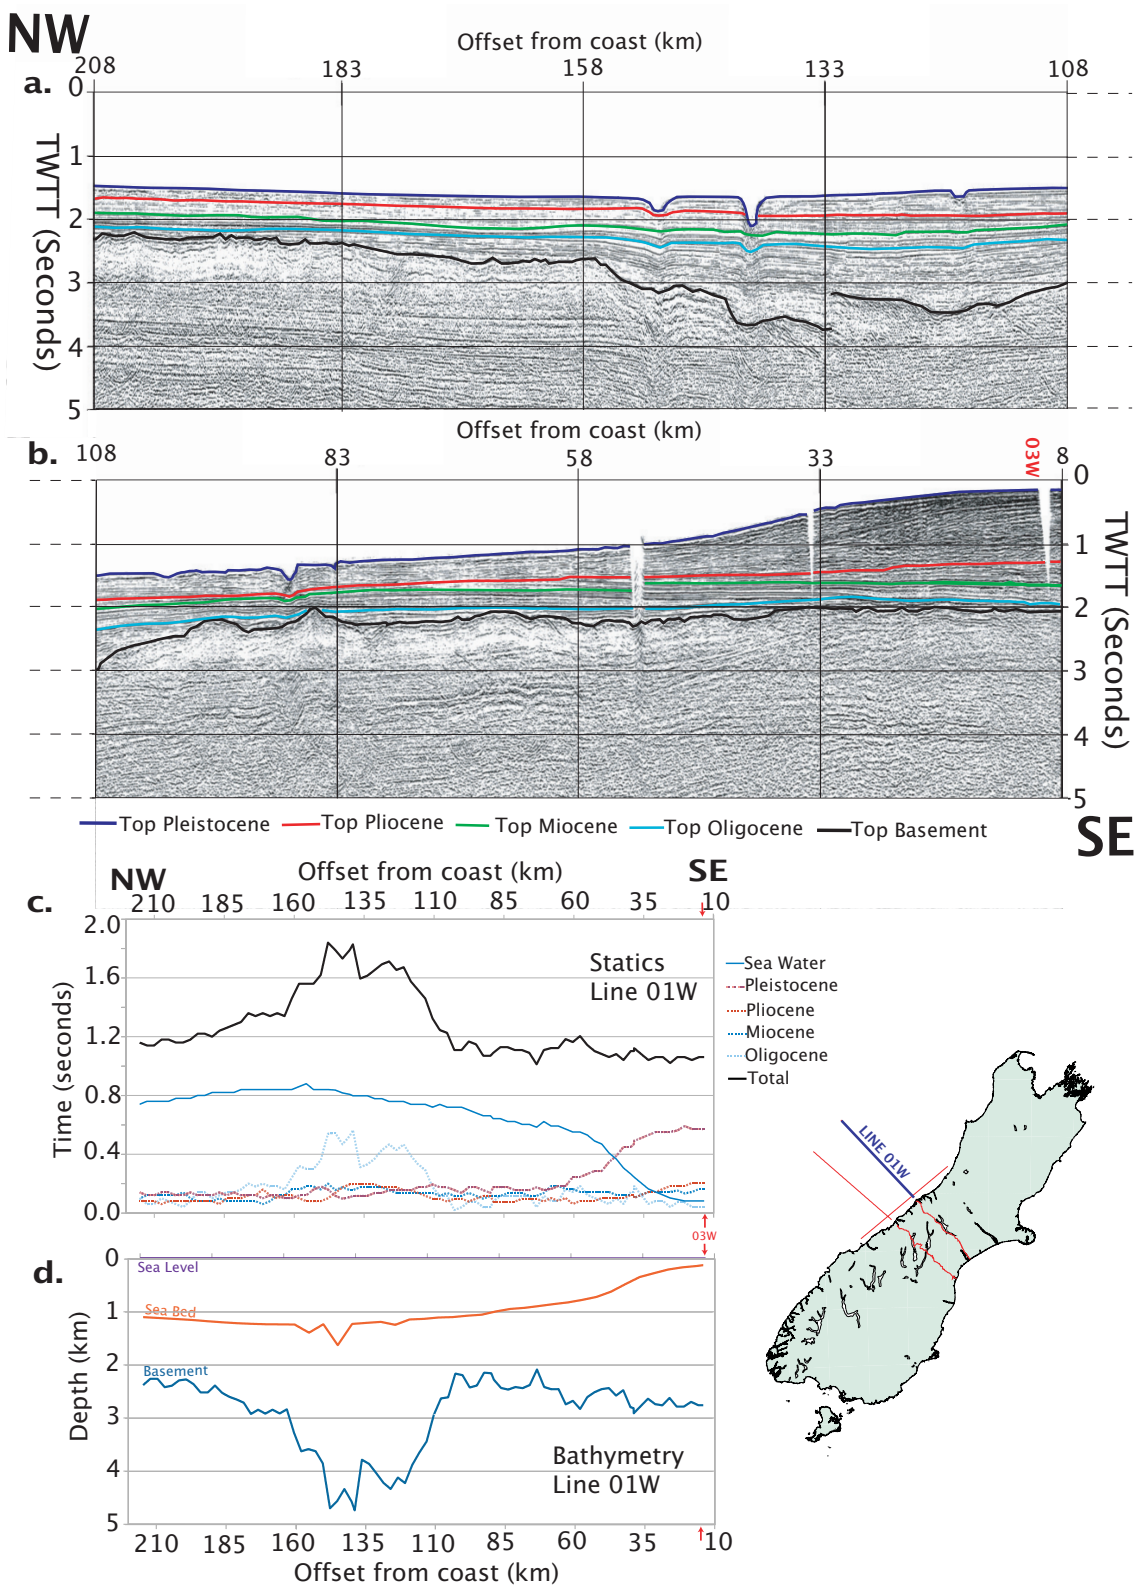 NW
Offset from coast (km)
208 183 158 133 108
a.
0
1
2
3
4
5
TWTT (Seconds)
Offset from coast (km)
b.
108 83 58 33 8
03W
0
1
2
3
4
5
TWTT (Seconds)
Top Pleistocene Top Pliocene Top Miocene Top Oligocene Top Basement
SE
NW Offset from coast (km) SE
c.
210 185 160 135 110 85 60 35 10
2.0
1.6
1.2
0.8
0.4
0.0
Time (seconds)
Statics
Line 01W
Sea Water
Pleistocene
Pliocene
Miocene
Oligocene
Total
LINE 01W
03W
d.
0
1
2
3
4
5
Depth (km)
Sea Level
Sea Bed
Basement
Bathymetry
Line 01W
210 185 160 135 110 85 60 35 10
Offset from coast (km)